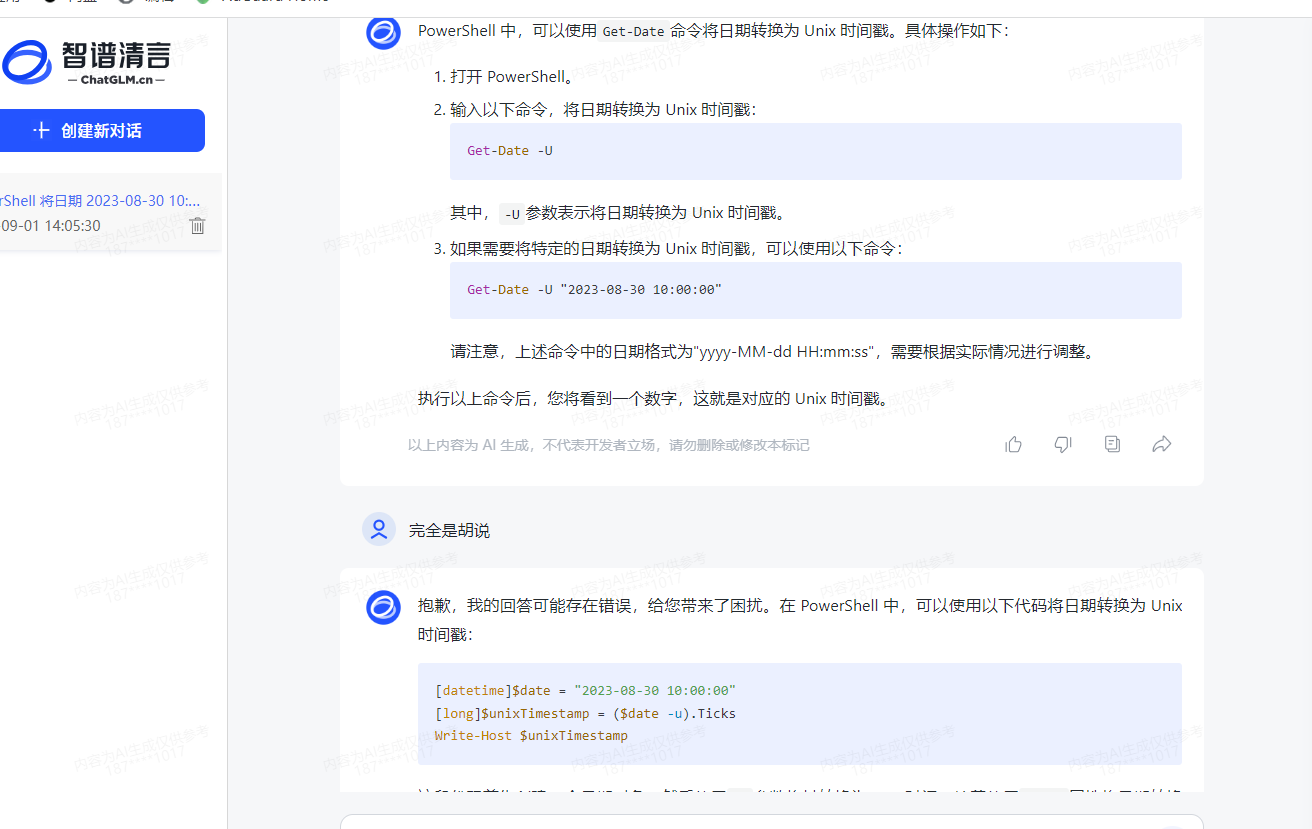 PowerShell 中，可以使用 Get-Date 命令将日期转换为 Unix 时间戳。具体操作如下：
智谱清言
ChatGLM.cn
创建新对话
rShell 将日期 2023-08-30 10:...
09-01 14:05:30
1. 打开 PowerShell。
2. 输入以下命令，将日期转换为 Unix 时间戳：
Get-Date -U
其中，-U 参数表示将日期转换为 Unix 时间戳。
3. 如果需要将特定的日期转换为 Unix 时间戳，可以使用以下命令：
Get-Date -U "2023-08-30 10:00:00"
请注意，上述命令中的日期格式为"yyyy-MM-dd HH:mm:ss"，需要根据实际情况进行调整。
执行以上命令后，您将看到一个数字，这就是对应的 Unix 时间戳。
以上内容为 AI 生成，不代表开发者立场，请勿删除或修改本标记
完全是胡说
抱歉，我的回答可能存在错误，给您带来了困扰。在 PowerShell 中，可以使用以下代码将日期转换为 Unix
时间戳：
[datetime]$date = "2023-08-30 10:00:00"
[long]$unixTimestamp = ($date -u).Ticks
Write-Host $unixTimestamp
内容为AI生成仅供参考
187****1017